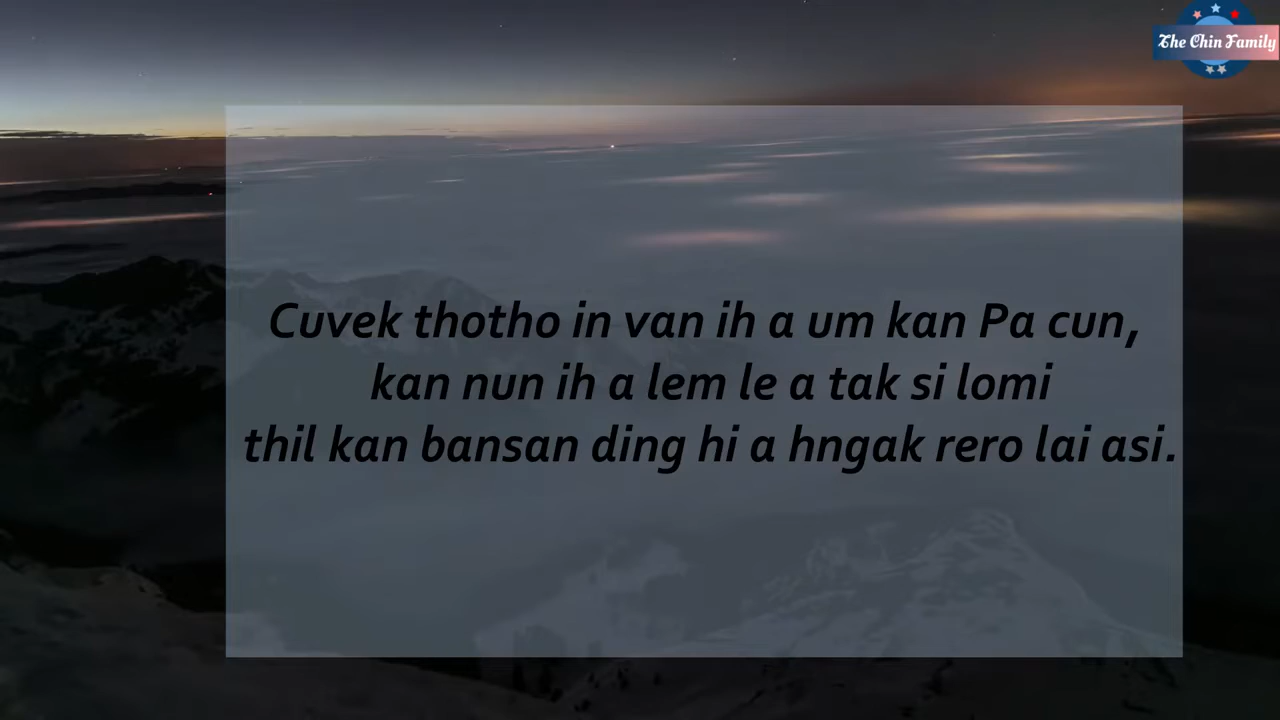 The Chin Family
Cuvek thotho in van ih a um kan Pa cun,
kan nun ih a lem le a tak si lomi
thil kan bansan ding hi a hngak rero lai asi.